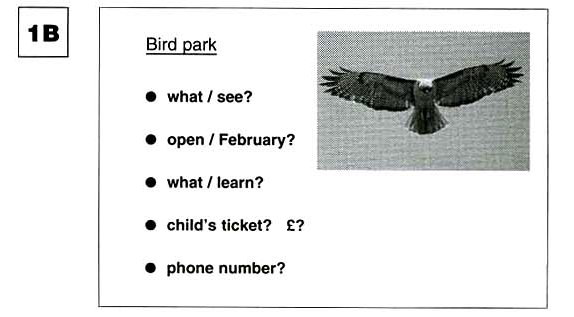 1B
Bird park
● what / see?
● open / February?
● what / learn?
● child's ticket? £?
● phone number?